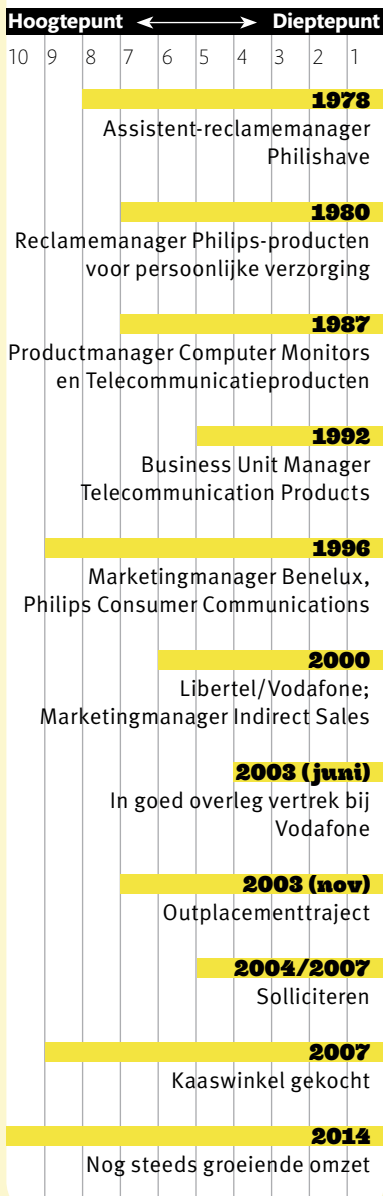 Hoogtepunt Dieptepunt
10 9 8 7 6 5 4 3 2 1
1978
Assistent-reclamemanager
Philishave
1980
Reclamemanager Philips-producten
voor persoonlijke verzorging
1987
Productmanager Computer Monitors
en Telecommunicatieproducten
1992
Business Unit Manager
Telecommunication Products
1996
Marketingmanager Benelux,
Philips Consumer Communications
2000
Libertel/Vodafone;
Marketingmanager Indirect Sales
2003 (juni)
In goed overleg vertrek bij
Vodafone
2003 (nov)
Outplacementtraject
2004/2007
Solliciteren
2007
Kaaswinkel gekocht
2014
Nog steeds groeiende omzet